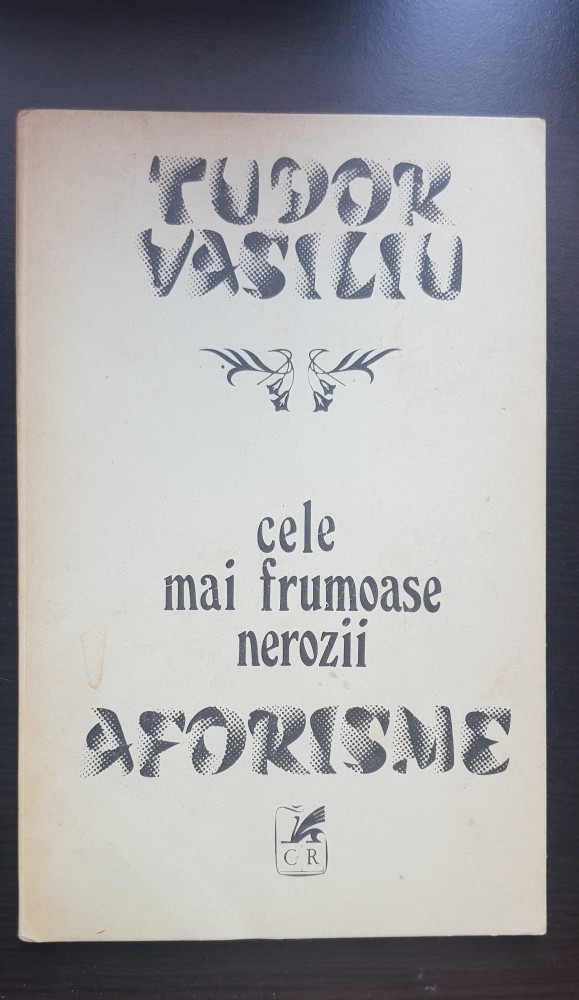 TUDOR
VASILIU
cele
mai frumoase
nerozii
AFORISME
CR